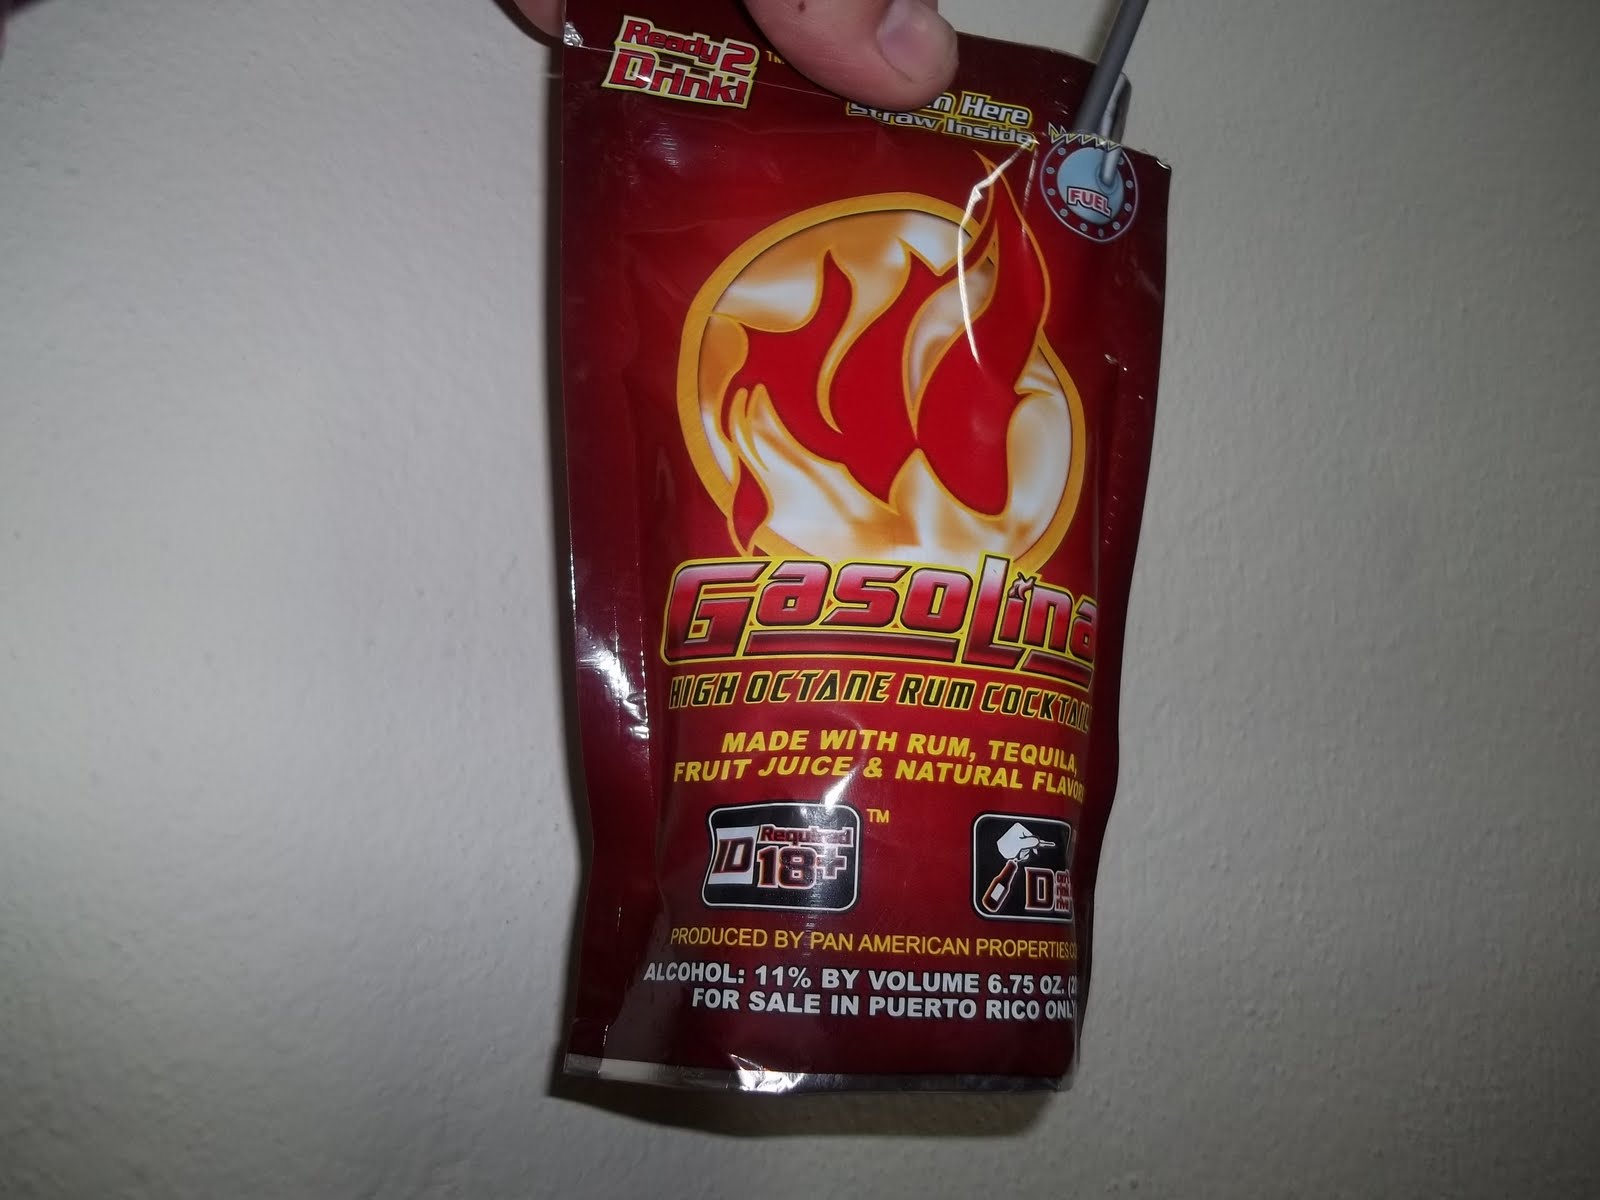 Ready 2
Drink!
TM
Here
Straw Inside
FUEL
Gasolina
HIGH OCTANE RUM COCKTAIL
MADE WITH RUM, TEQUILA,
FRUIT JUICE & NATURAL
ID Required
18+
TM
D
PRODUCED BY PAN AMERICAN PROPERTIES
ALCOHOL: 11% BY VOLUME 6.75 OZ.
FOR SALE IN PUERTO RICO ONLY